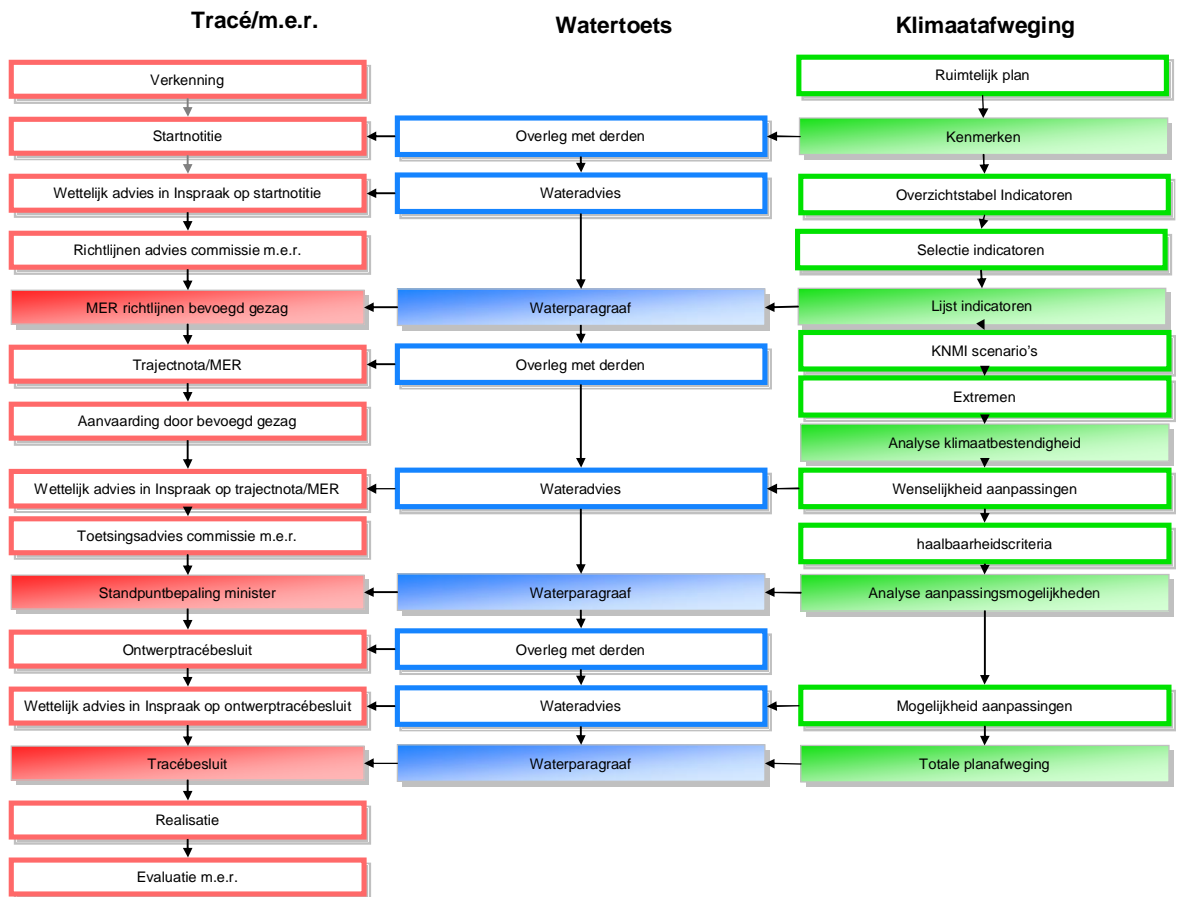 Tracé/m.e.r.
Verkenning
Startnotitie
Wettelijk advies in Inspraak op startnotitie
Richtlijnen advies commissie m.e.r.
MER richtlijnen bevoegd gezag
Trajectnota/MER
Aanvaarding door bevoegd gezag
Wettelijk advies in Inspraak op trajectnota/MER
Toetsingsadvies commissie m.e.r.
Standpuntbepaling minister
Ontwerptracébesluit
Wettelijk advies in Inspraak op ontwerptracébesluit
Tracébesluit
Realisatie
Evaluatie m.e.r.
Watertoets
Overleg met derden
Wateradvies
Waterparagraaf
Overleg met derden
Wateradvies
Waterparagraaf
Overleg met derden
Wateradvies
Waterparagraaf
Klimaatafweging
Ruimtelijk plan
Kenmerken
Overzichtstabel Indicatoren
Selectie indicatoren
Lijst indicatoren
KNMI scenario's
Extremen
Analyse klimaatbestendigheid
Wenselijkheid aanpassingen
haalbaarheidscriteria
Analyse aanpassingsmogelijkheden
Mogelijkheid aanpassingen
Totale planafweging